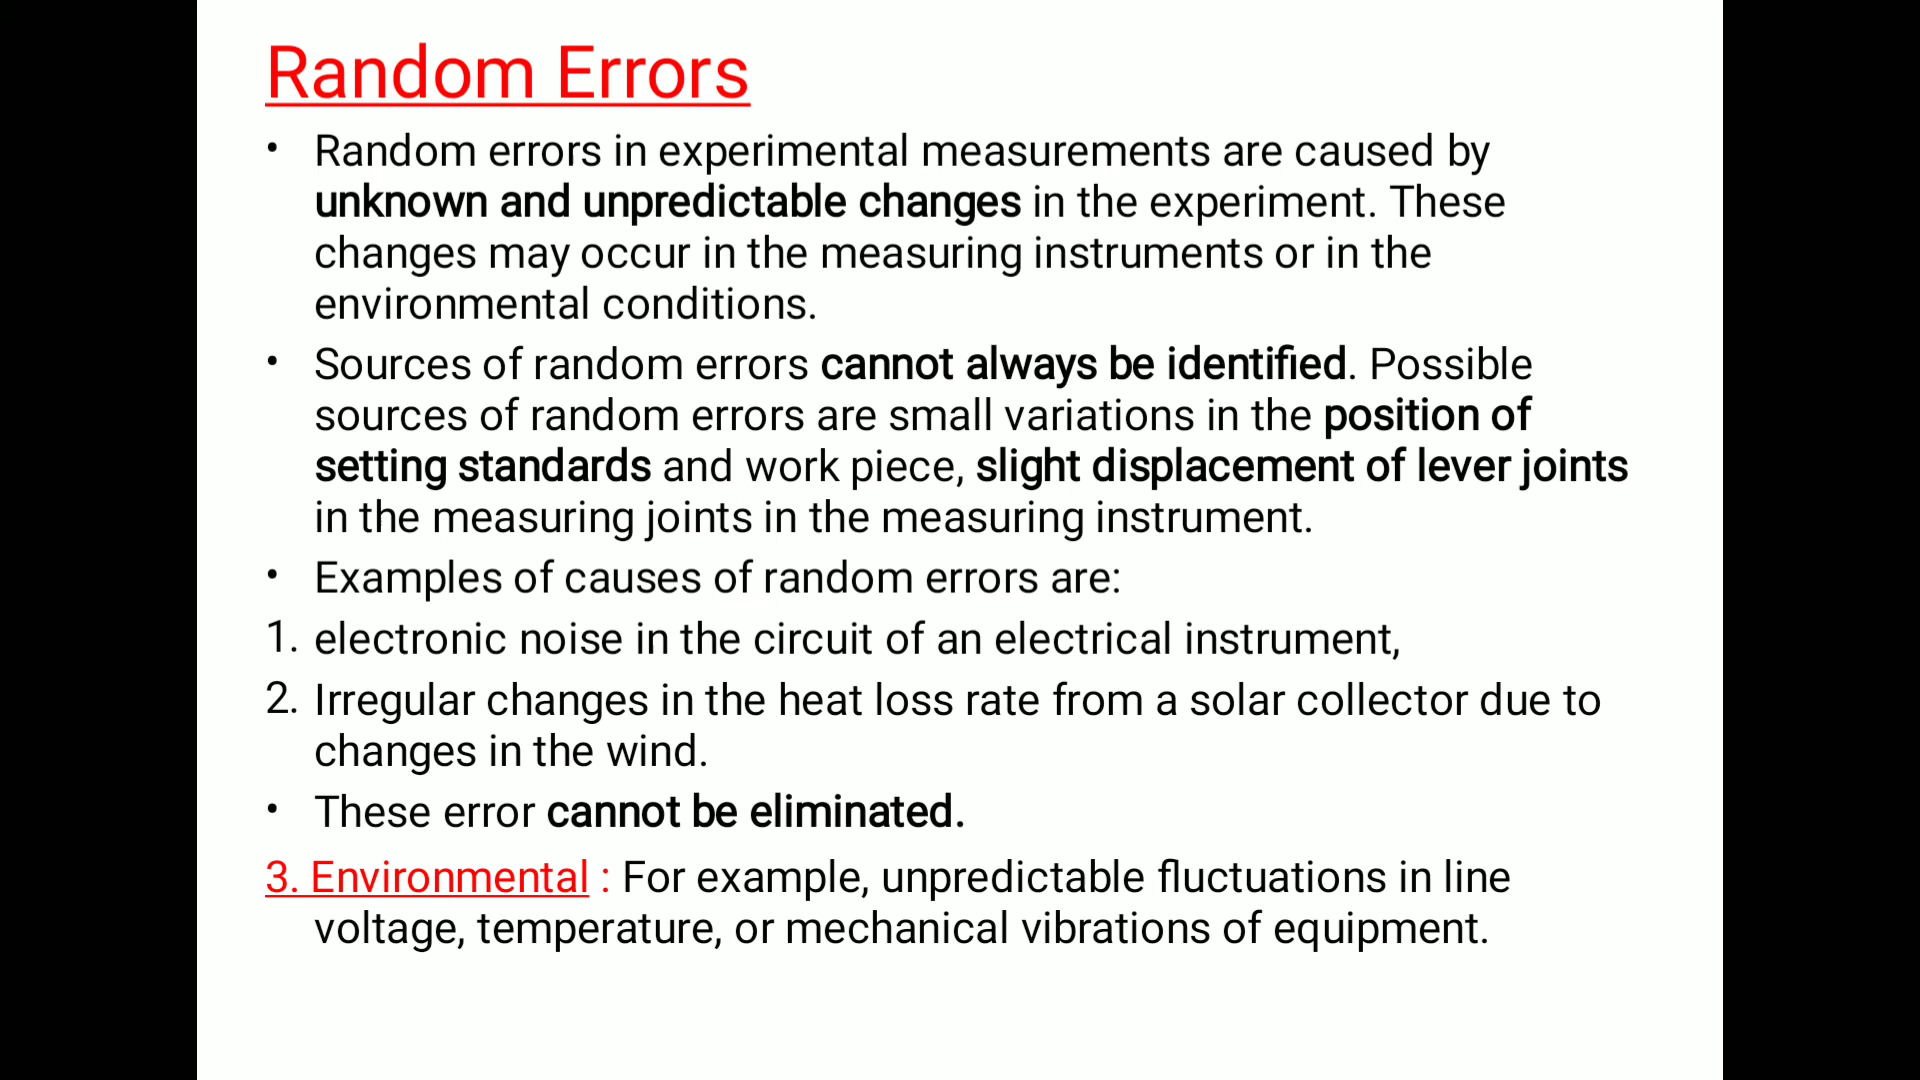 Random Errors
• Random errors in experimental measurements are caused by
unknown and unpredictable changes in the experiment. These
changes may occur in the measuring instruments or in the
environmental conditions.
• Sources of random errors cannot always be identified. Possible
sources of random errors are small variations in the position of
setting standards and work piece, slight displacement of lever joints
in the measuring joints in the measuring instrument.
• Examples of causes of random errors are:
1. electronic noise in the circuit of an electrical instrument,
2. Irregular changes in the heat loss rate from a solar collector due to
changes in the wind.
• These error cannot be eliminated.
3. Environmental : For example, unpredictable fluctuations in line
voltage, temperature, or mechanical vibrations of equipment.